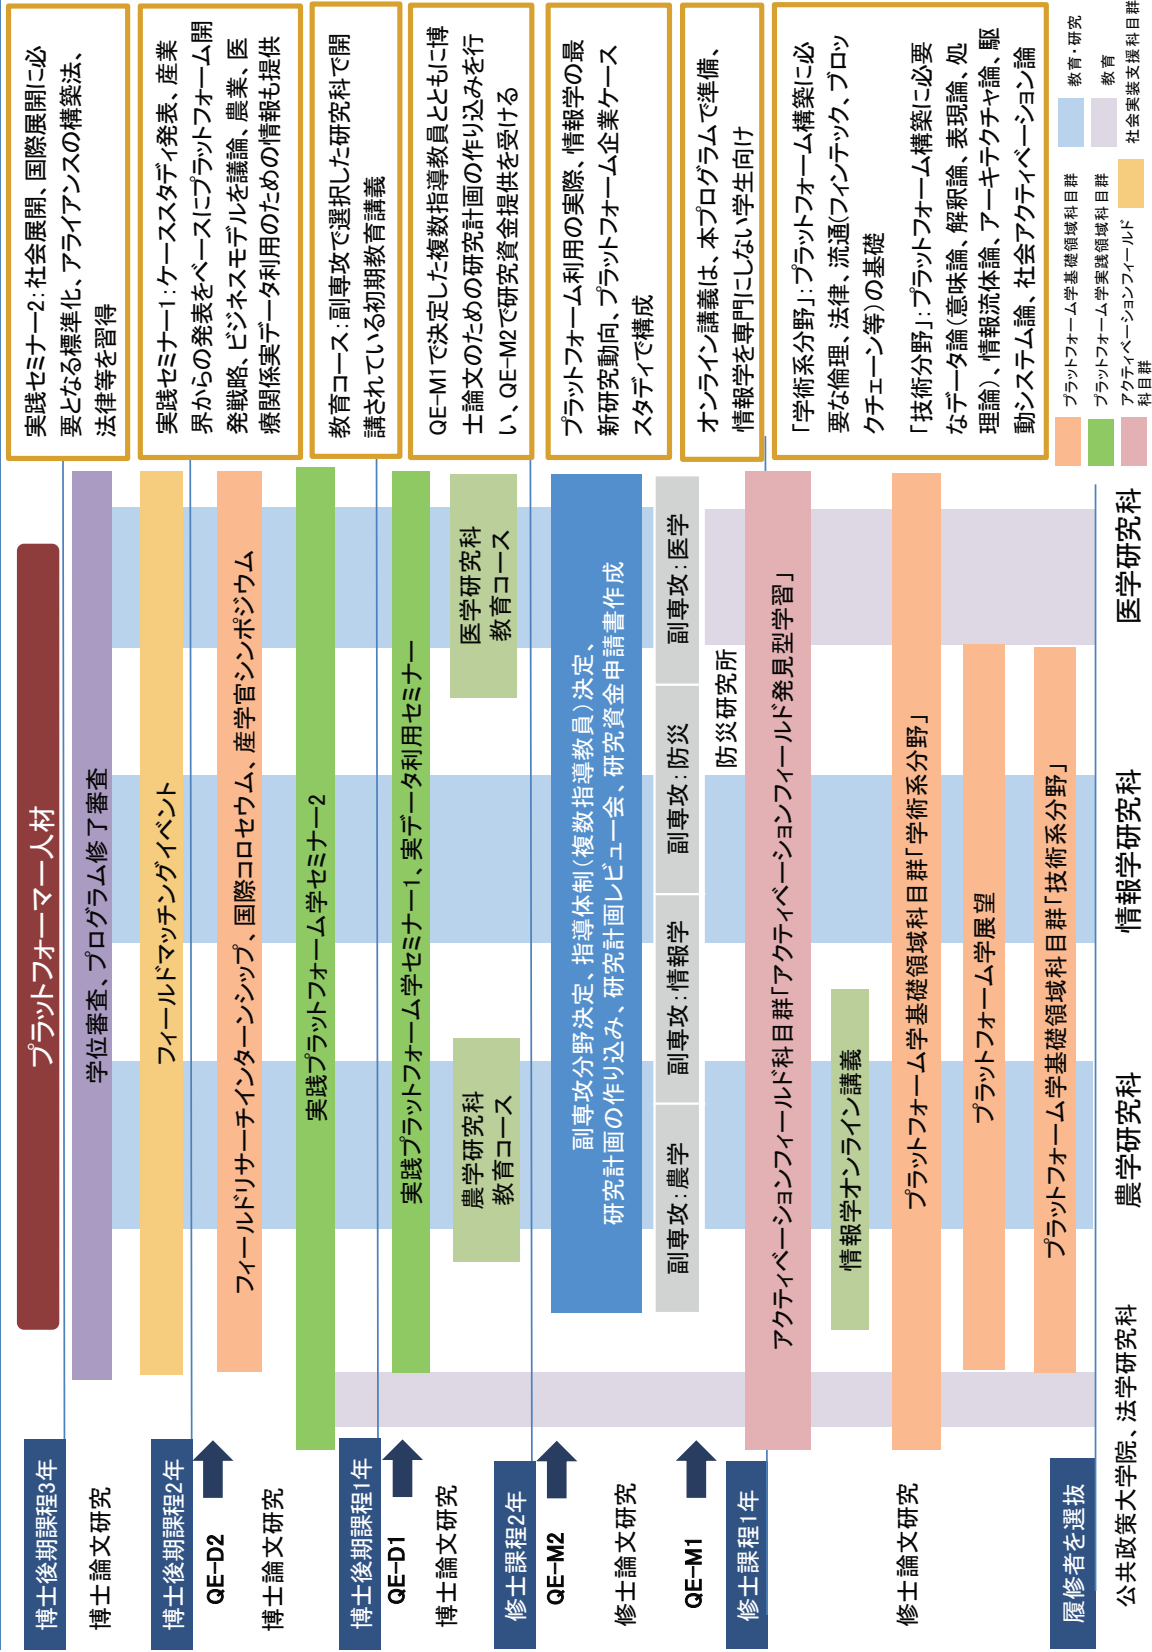 博士後期課程3年
プラットフォーマー人材
博士論文研究
学位審査、プログラム修了審査
博士後期課程2年
フィールドマッチングイベント
QE-D2
フィールドリサーチインターンシップ、国際コロセウム、産学官シンポジウム
博士論文研究
実践プラットフォーム学セミナー2
博士後期課程1年
QE-D1
実践プラットフォーム学セミナー1、実データ利用セミナー
博士論文研究
農学研究科
教育コース
医学研究科
教育コース
修士課程2年
QE-M2
副専攻分野決定、指導体制(複数指導教員)決定、
研究計画の作り込み、研究計画レビュー会、研究資金申請書作成
修士論文研究
副専攻:農学
副専攻:情報学
副専攻:防災
副専攻:医学
QE-M1
防災研究所
修士課程1年
アクティベーションフィールド科目群「アクティベーションフィールド発見型学習」
情報学オンライン講義
修士論文研究
プラットフォーム学基礎領域科目群「学術系分野」
プラットフォーム学展望
プラットフォーム学基礎領域科目群「技術系分野」
履修者を選抜
公共政策大学院、法学研究科
農学研究科
情報学研究科
医学研究科
実践セミナー2:社会展開、国際展開に必
要となる標準化、アライアンスの構築法、
法律等を習得
実践セミナー1:ケーススタディ発表、産業
界からの発表をベースにプラットフォーム開
発戦略、ビジネスモデルを議論、農業、医
療関係実データ利用のための情報も提供
教育コース:副専攻で選択した研究科で開
講されている初期教育講義
QE-M1で決定した複数指導教員とともに博
士論文のための研究計画の作り込みを行
い、QE-M2で研究資金提供を受ける
プラットフォーム利用の実際、情報学の最
新研究動向、プラットフォーム企業ケース
スタディで構成
オンライン講義は、本プログラムで準備、
情報学を専門にしない学生向け
「学術系分野」:プラットフォーム構築に必
要な倫理、法律、流通(フィンテック、ブロッ
クチェーン等)の基礎
「技術分野」:プラットフォーム構築に必要
なデータ論(意味論、解釈論、表現論、処
理論)、情報流体論、アーキテクチャ論、駆
動システム論、社会アクティベーション論
プラットフォーム学基礎領域科目群
教育・研究
プラットフォーム学実践領域科目群
教育
アクティベーションフィールド
科目群
社会実装支援科目群